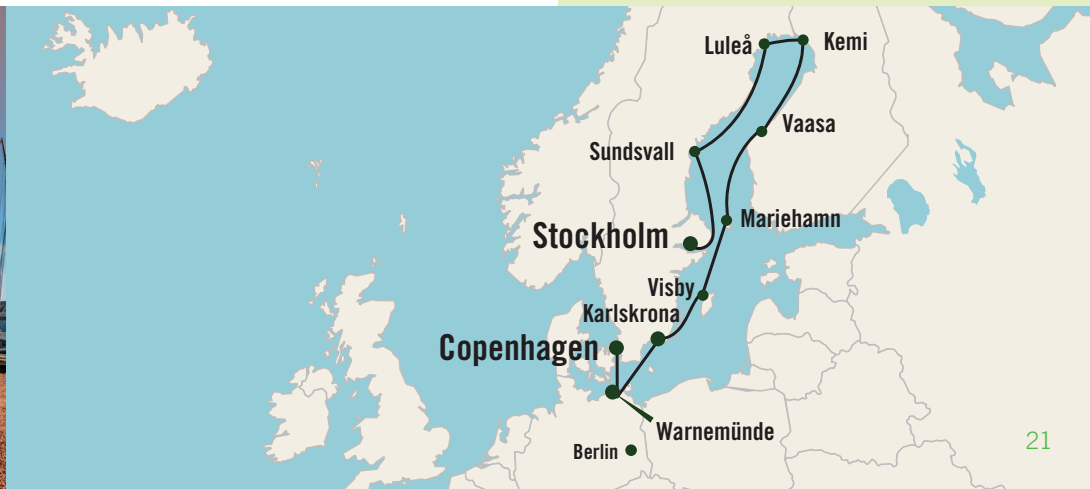 Luleå
Kemi
Vaasa
Sundsvall
Mariehamn
Stockholm
Visby
Karlskrona
Copenhagen
Warnemünde
Berlin
21